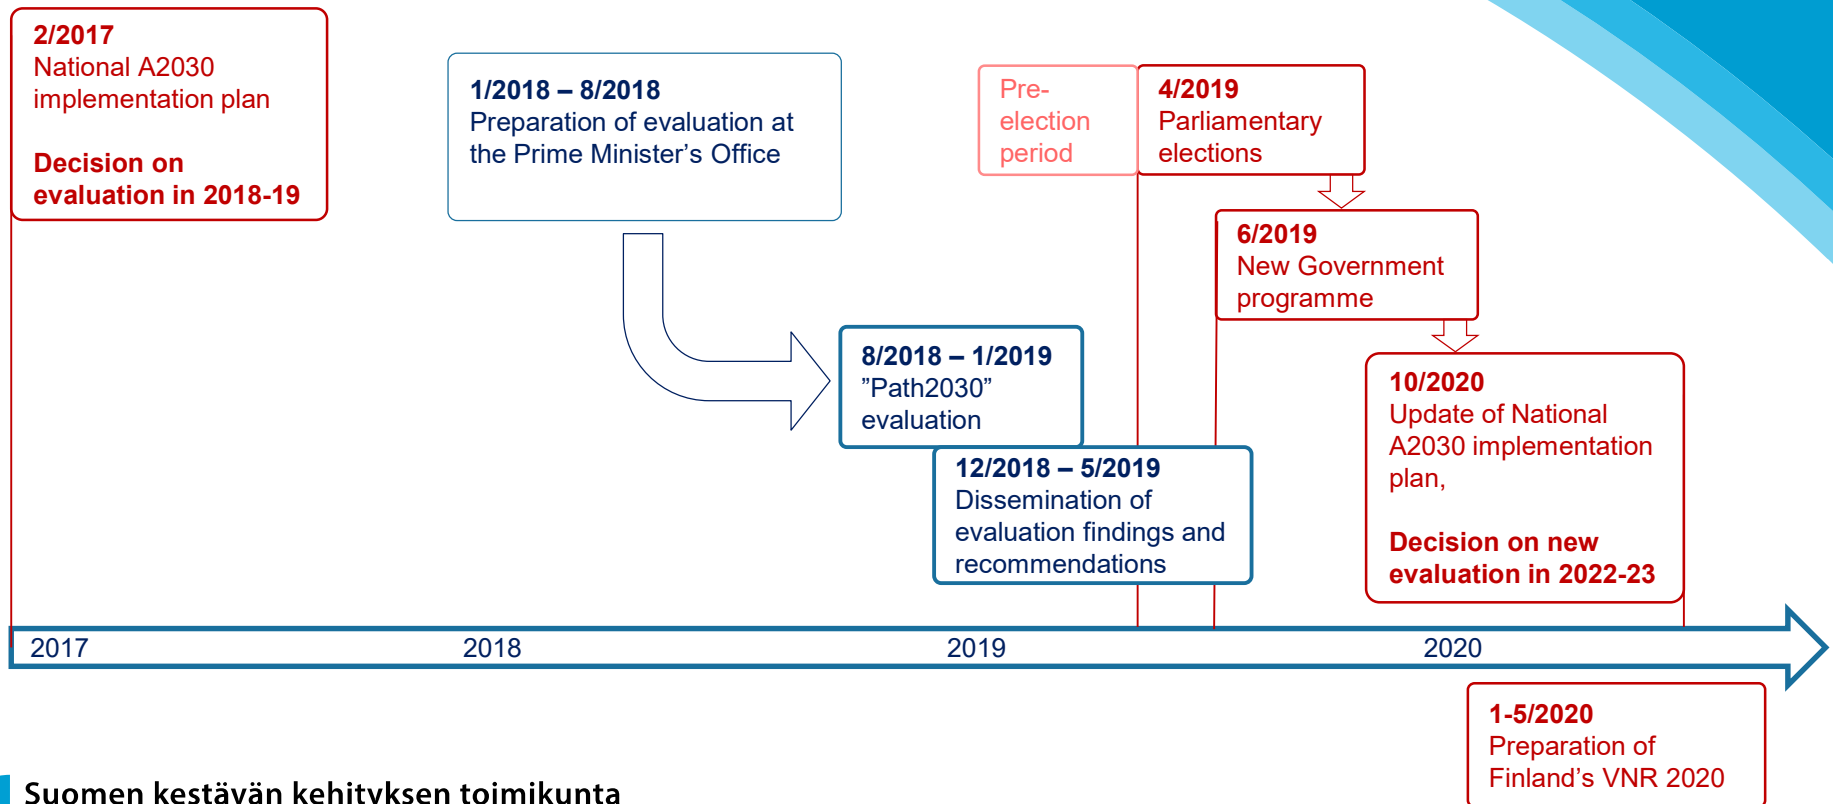 2/2017
National A2030
implementation plan
Decision on
evaluation in 2018-19
1/2018 – 8/2018
Preparation of evaluation at
the Prime Minister’s Office
Pre-
election
period
4/2019
Parliamentary
elections
6/2019
New Government
programme
8/2018 – 1/2019
”Path2030”
evaluation
12/2018 – 5/2019
Dissemination of
evaluation findings and
recommendations
10/2020
Update of National
A2030 implementation
plan,
Decision on new
evaluation in 2022-23
2017
2018
2019
2020
1-5/2020
Preparation of
Finland’s VNR 2020
Suomen kestävän kehityksen toimikunta